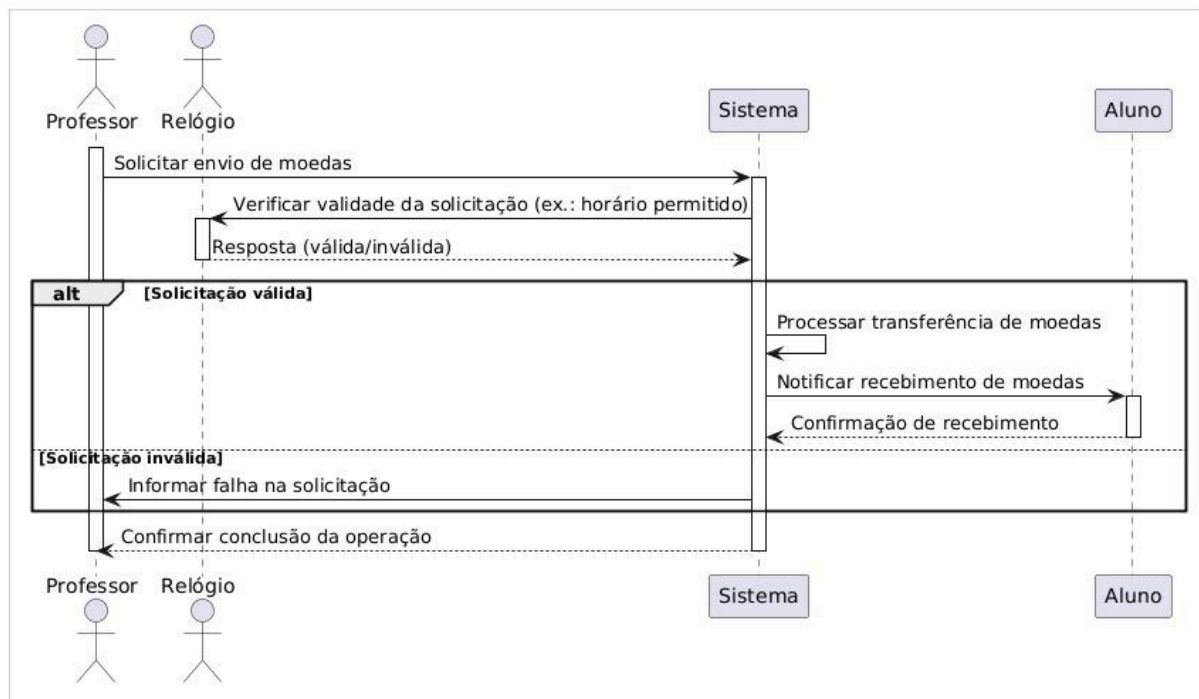 Professor Relógio Sistema Aluno
Solicitar envio de moedas
Verificar validade da solicitação (ex.: horário permitido)
Resposta (válida/inválida)
alt [Solicitação válida]
Processar transferência de moedas
Notificar recebimento de moedas
Confirmação de recebimento
[Solicitação inválida]
Informar falha na solicitação
Confirmar conclusão da operação
Professor Relógio Sistema Aluno